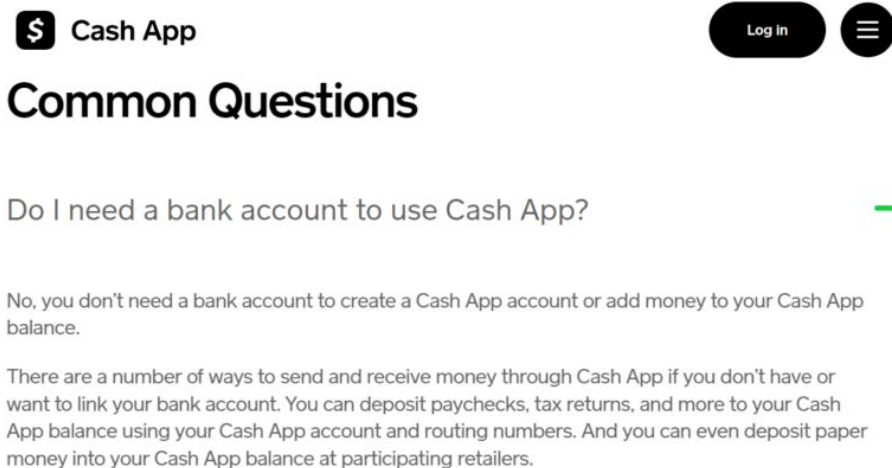 Cash App
Log in
Common Questions
Do I need a bank account to use Cash App?
No, you don't need a bank account to create a Cash App account or add money to your Cash App
balance.
There are a number of ways to send and receive money through Cash App if you don't have or
want to link your bank account. You can deposit paychecks, tax returns, and more to your Cash
App balance using your Cash App account and routing numbers. And you can even deposit paper
money into your Cash App balance at participating retailers.